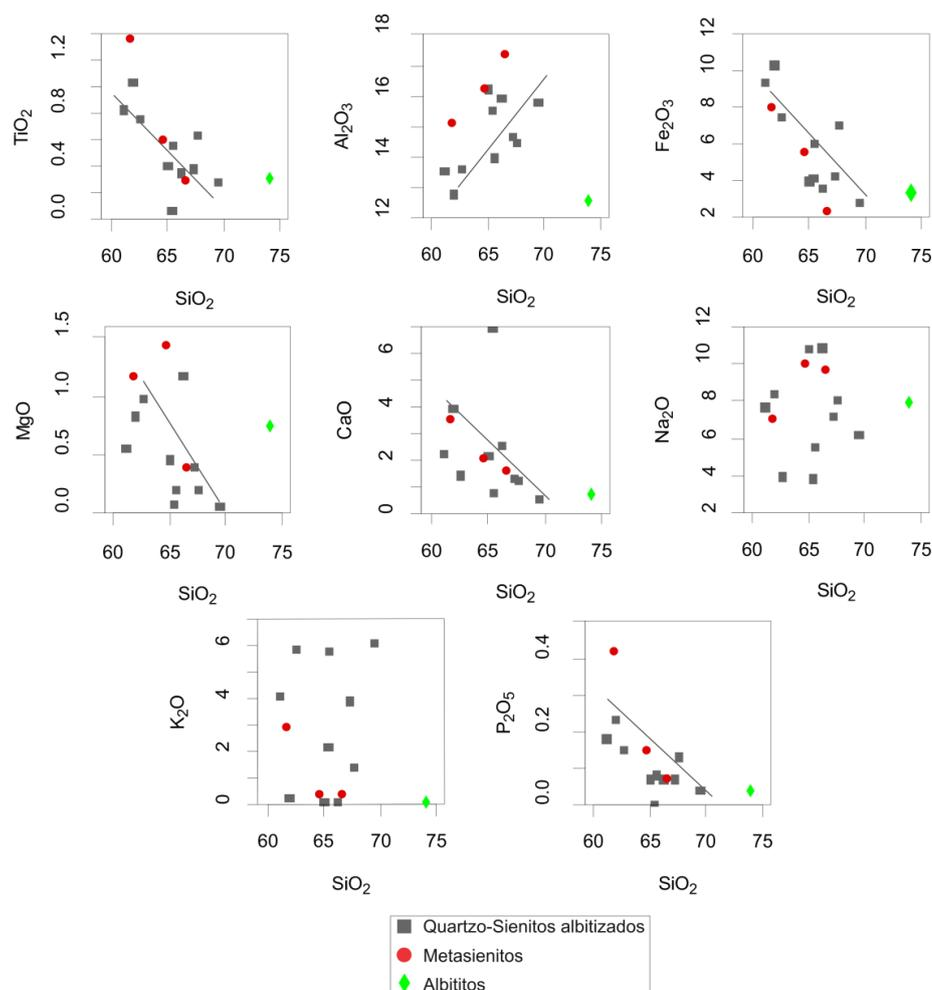 TiO2
0.0 0.4 0.8 1.2
60 65 70 75
SiO2
Al2O3
12 14 16 18
60 65 70 75
SiO2
Fe2O3
2 4 6 8 10 12
60 65 70 75
SiO2
MgO
0.0 0.5 1.0 1.5
60 65 70 75
SiO2
CaO
0 2 4 6
60 65 70 75
SiO2
Na2O
2 4 6 8 10 12
60 65 70 75
SiO2
K2O
0 2 4 6
60 65 70 75
SiO2
P2O5
0.0 0.2 0.4
60 65 70 75
SiO2
Quartzo-Sienitos albitizados
Metasienitos
Albititos